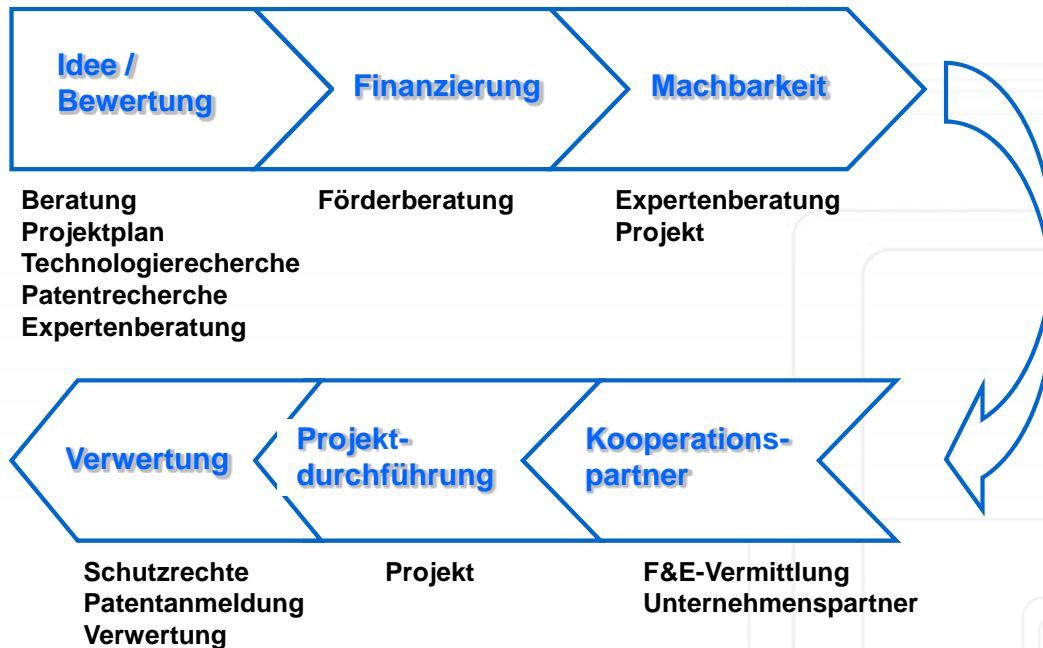 Idee /
Bewertung
Finanzierung
Machbarkeit
Beratung
Projektplan
Technologierecherche
Patentrecherche
Expertenberatung
Förderberatung
Expertenberatung
Projekt
Verwertung
Projekt-
durchführung
Kooperations-
partner
Schutzrechte
Patentanmeldung
Verwertung
Projekt
F&E-Vermittlung
Unternehmenspartner